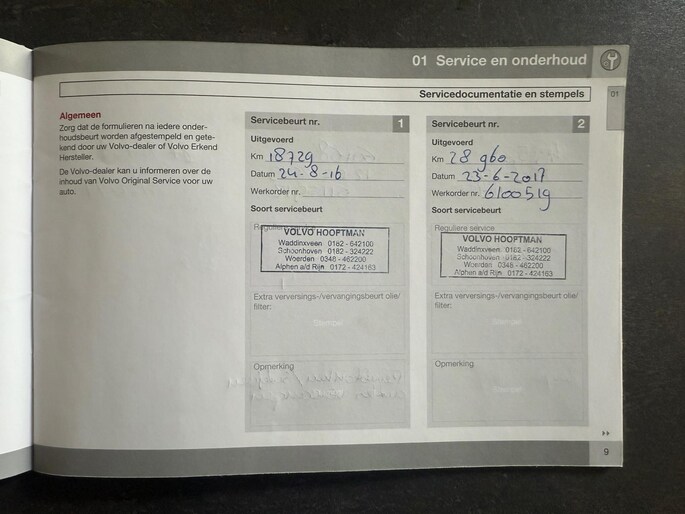 01 Service en onderhoud
01
Servicedocumentatie en stempels
Algemeen
Zorg dat de formulieren na iedere onder-
houdsbeurt worden afgestempeld en gete-
kend door uw Volvo-dealer of Volvo Erkend
Hersteller.
De Volvo-dealer kan u informeren over de
inhoud van Volvo Original Service voor uw
auto.
Servicebeurt nr. 1
Uitgevoerd
Km 18729
Datum 24-8-16
Werkorder nr.
Soort servicebeurt
VOLVO HOOFTMAN
Waddinxveen 0182 - 642100
Schoonhoven 0182 - 324222
Woerden 0348 - 462200
Alphen a/d Rijn 0172 - 424163
Extra verversings-/vervangingsbeurt olie/
filter:
Stempel
Opmerking
Servicebeurt nr. 2
Uitgevoerd
Km 28 960
Datum 23-6-2017
Werkorder nr. 6100519
Soort servicebeurt
Reguliere service
VOLVO HOOFTMAN
Waddinxveen 0182 - 642100
Schoonhoven 0182 - 324222
Woerden 0348 - 462200
Alphen a/d Rijn 0172 - 424163
Extra verversings-/vervangingsbeurt olie/
filter:
Stempel
Opmerking
Stempel
9